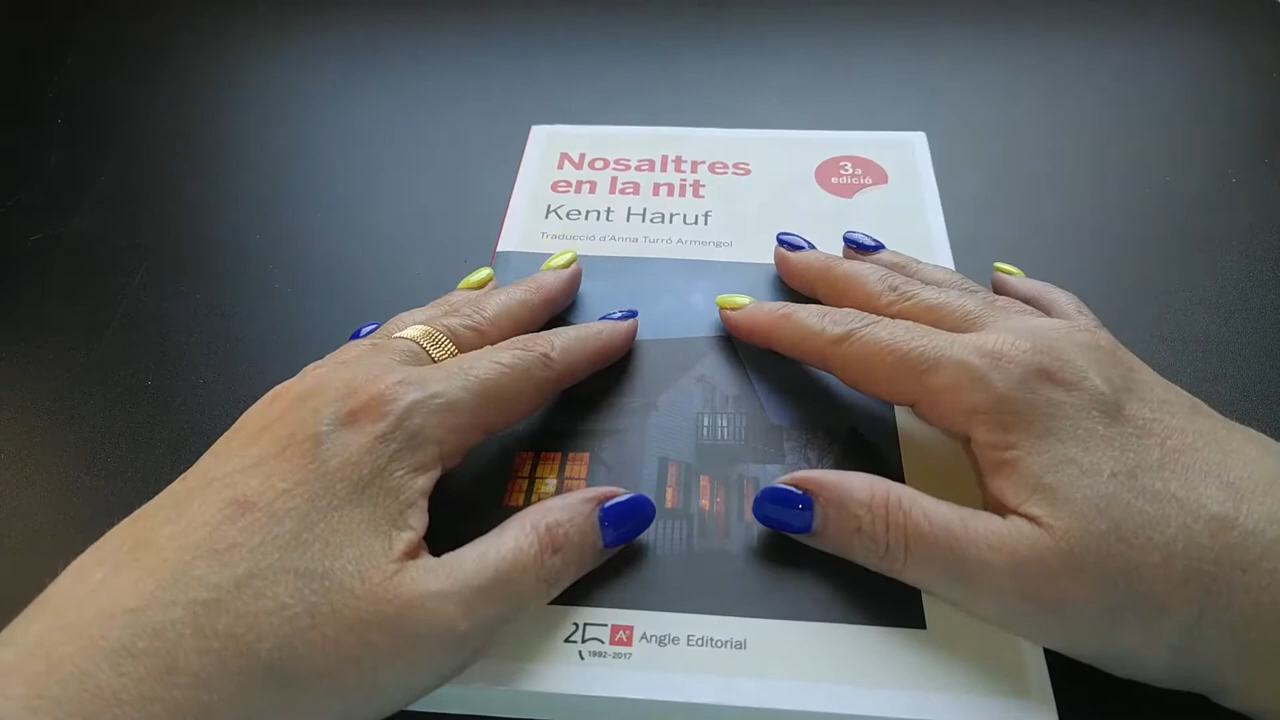 Nosaltres
en la nit
Kent Haruf
Traducció d'Anna Turró Armengol
3a
edició
25 A Angle Editorial
1992-2017